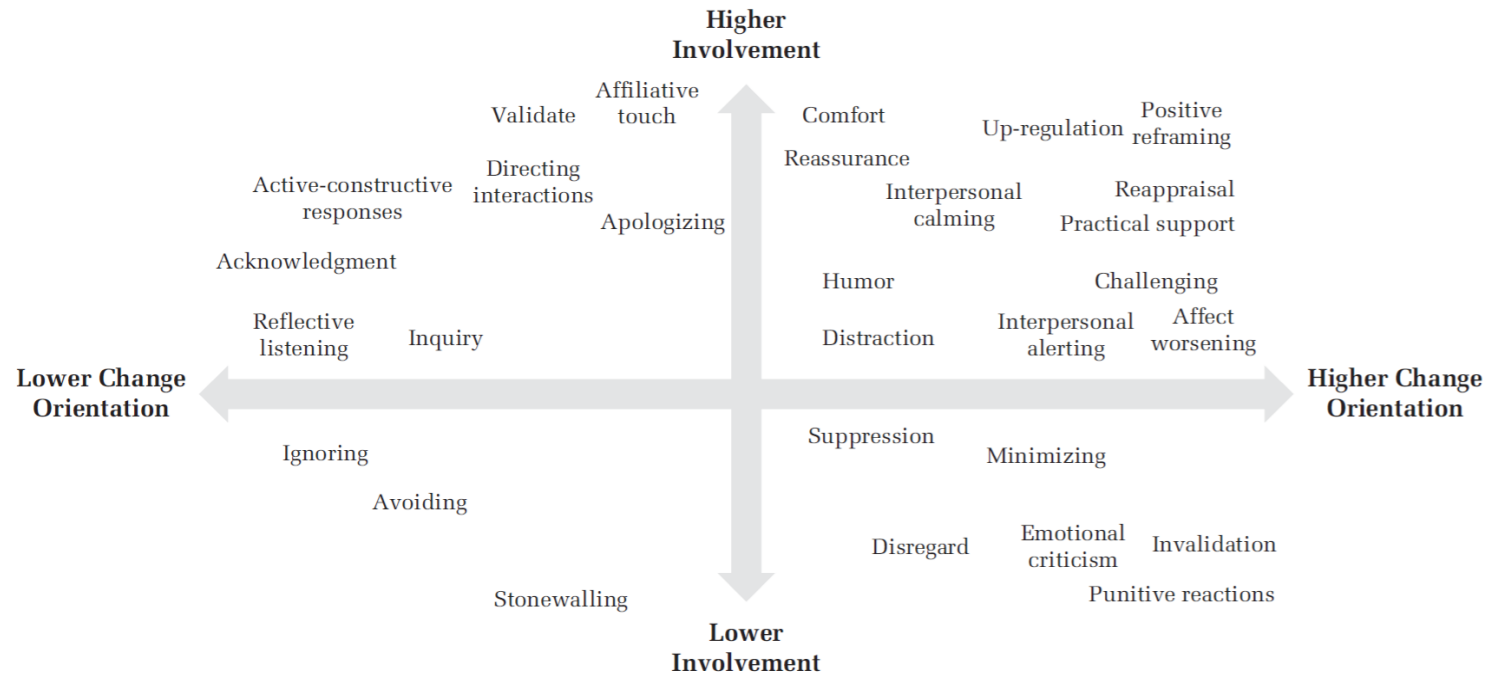 Higher
Involvement
Affiliative
touch
Validate
Comfort
Up-regulation
Positive
reframing
Reassurance
Directing
interactions
Active-constructive
responses
Interpersonal
calming
Reappraisal
Apologizing
Practical support
Acknowledgment
Humor
Challenging
Reflective
listening
Inquiry
Distraction
Interpersonal
alerting
Affect
worsening
Lower Change
Orientation
Higher Change
Orientation
Suppression
Minimizing
Ignoring
Avoiding
Disregard
Emotional
criticism
Invalidation
Stonewalling
Punitive reactions
Lower
Involvement